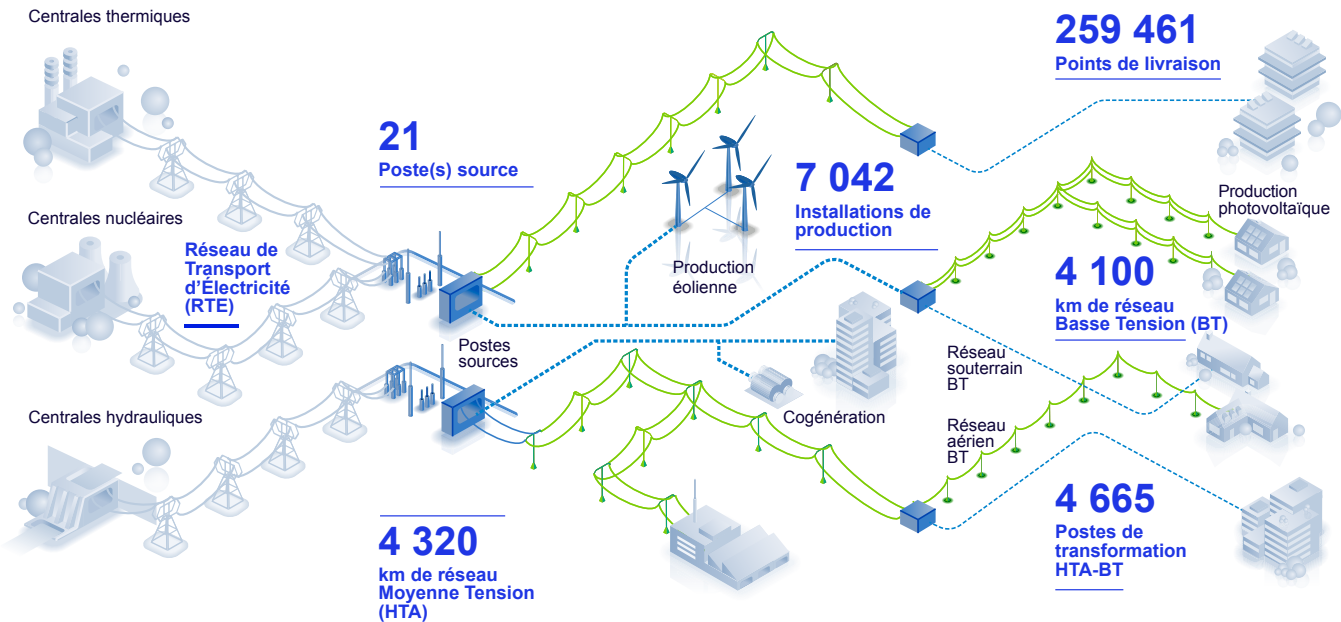 Centrales thermiques
259 461
Points de livraison
21
Poste(s) source
7 042
Installations de
production
Production
photovoltaïque
Centrales nucléaires
Réseau de
Transport
d'Électricité
(RTE)
Production
éolienne
4 100
km de réseau
Basse Tension (BT)
Postes
sources
Réseau
souterrain
BT
Centrales hydrauliques
Cogénération
Réseau
aérien
BT
4 320
km de réseau
Moyenne Tension
(HTA)
4 665
Postes de
transformation
HTA-BT